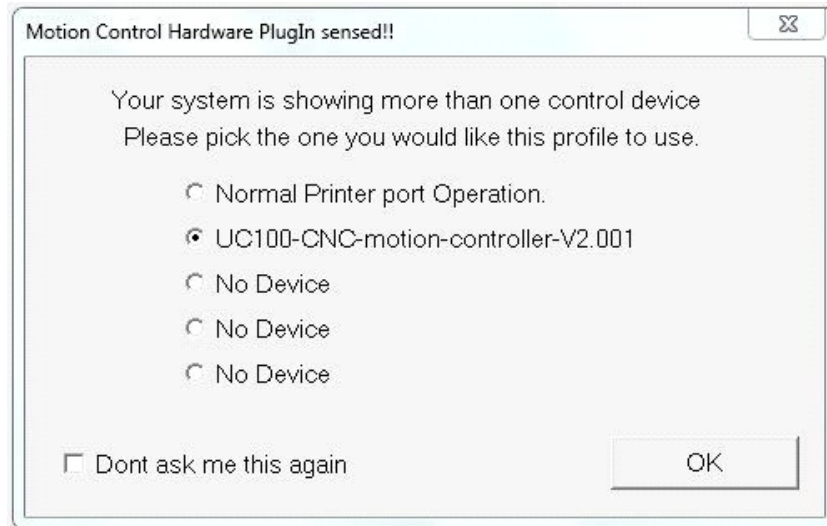 Motion Control Hardware PlugIn sensed!!
Your system is showing more than one control device
Please pick the one you would like this profile to use.
Normal Printer port Operation.
UC100-CNC-motion-controller-V2.001
No Device
No Device
No Device
Dont ask me this again
OK